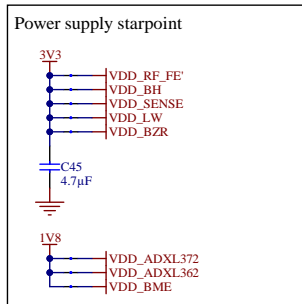 Power supply starpoint
3V3
VDD_RF_FE'
VDD_BH
VDD_SENSE
VDD_LW
VDD_BZR
C45
4.7µF
1V8
VDD_ADXL372
VDD_ADXL362
VDD_BME